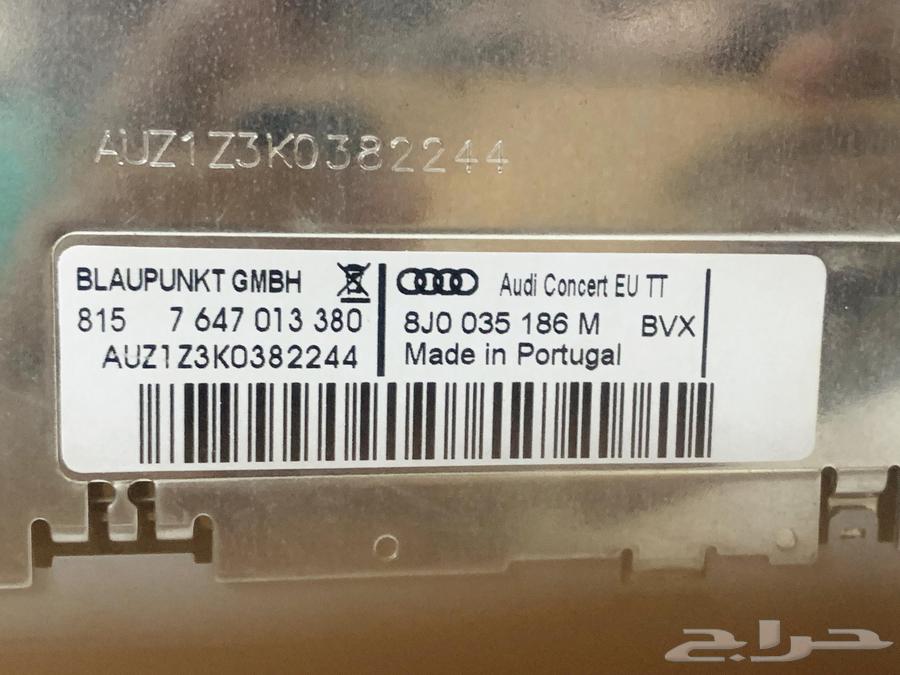 AUZ1Z3K0382244
BLAUPUNKT GMBH
815 7 647 013 380
AUZ1Z3K0382244
Audi Concert EU TT
8J0 035 186 M BVX
Made in Portugal
حراج